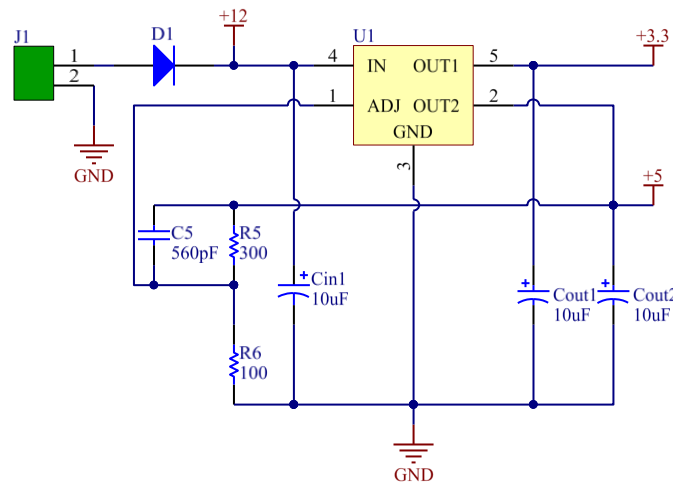 J1
1
2
GND
D1
+12
U1
4
IN
OUT1
5
1
ADJ
OUT2
2
GND
3
+3.3
+5
C5
560pF
R5
300
Cin1
10uF
R6
100
Cout1
10uF
Cout2
10uF
GND